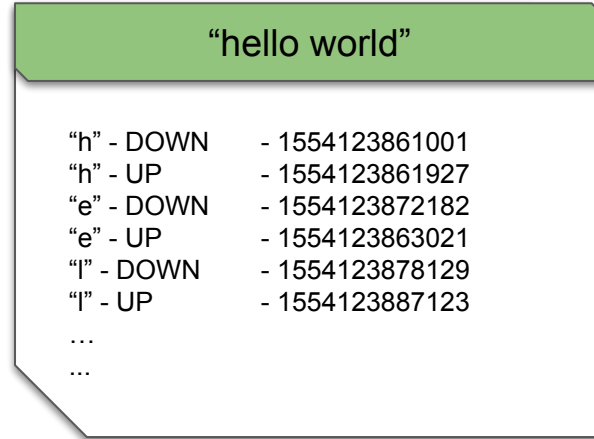 “hello world”
“h” - DOWN - 1554123861001
“h” - UP - 1554123861927
“e” - DOWN - 1554123872182
“e” - UP - 1554123863021
“l” - DOWN - 1554123878129
“l” - UP - 1554123887123
…
...